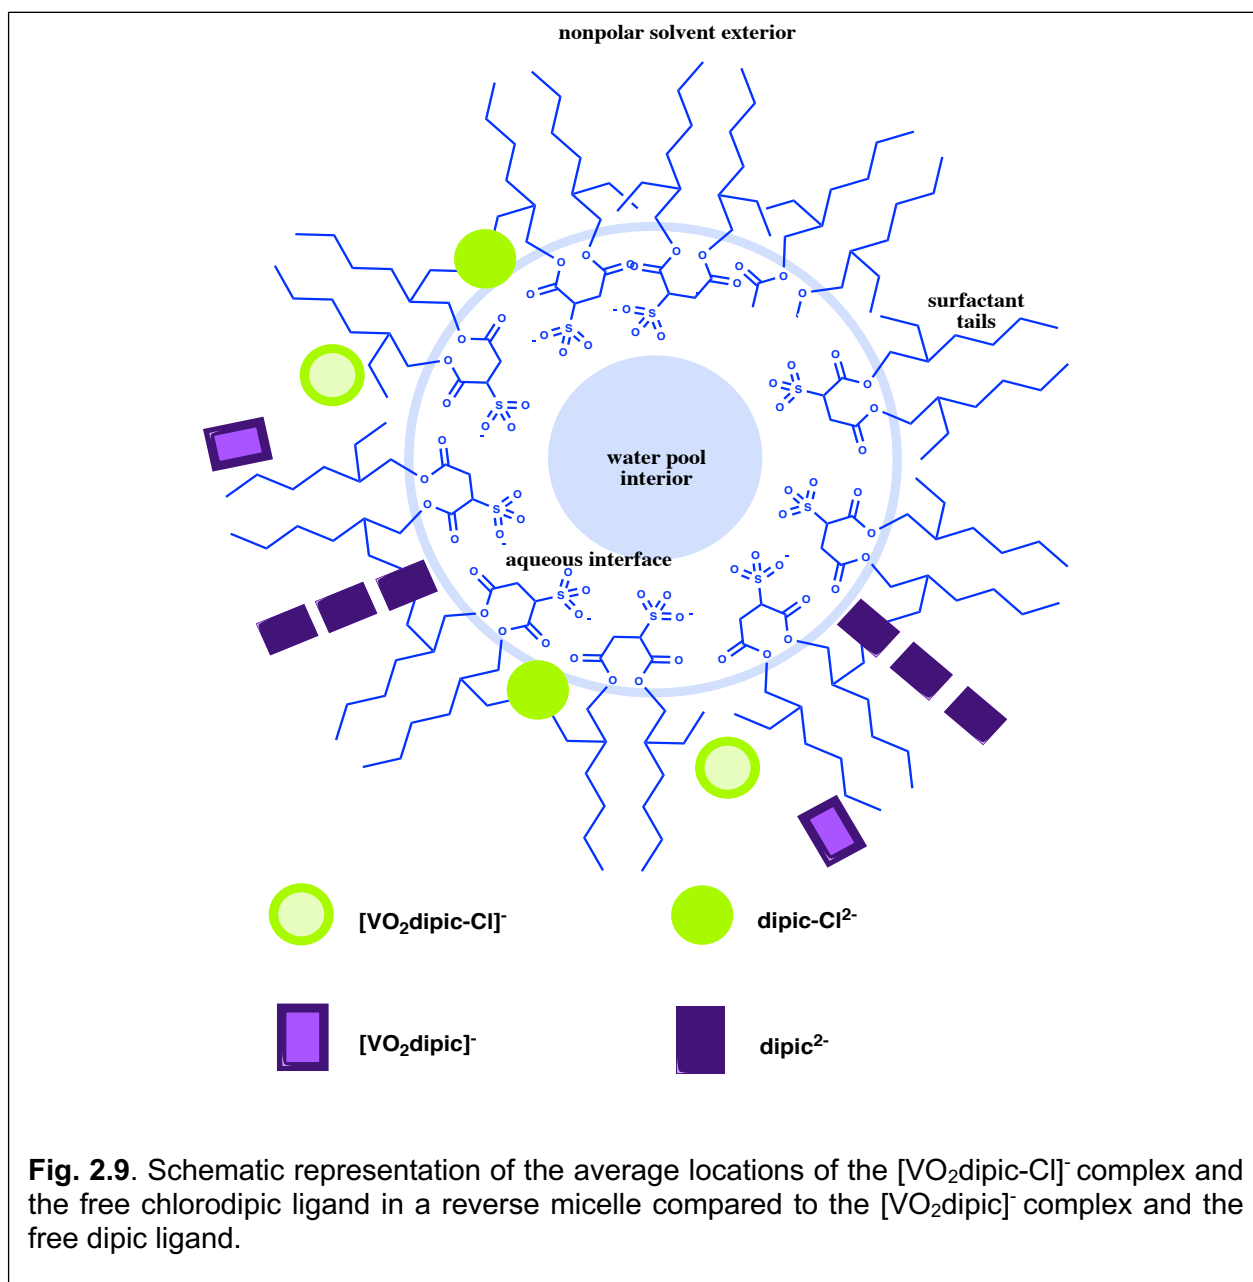 nonpolar solvent exterior
surfactant
tails
water pool
interior
aqueous interface
[VO₂dipic-Cl]⁻
dipic-Cl²⁻
[VO₂dipic]⁻
dipic²⁻
Fig. 2.9. Schematic representation of the average locations of the [VO₂dipic-Cl]⁻ complex and
the free chlorodipic ligand in a reverse micelle compared to the [VO₂dipic]⁻ complex and the
free dipic ligand.